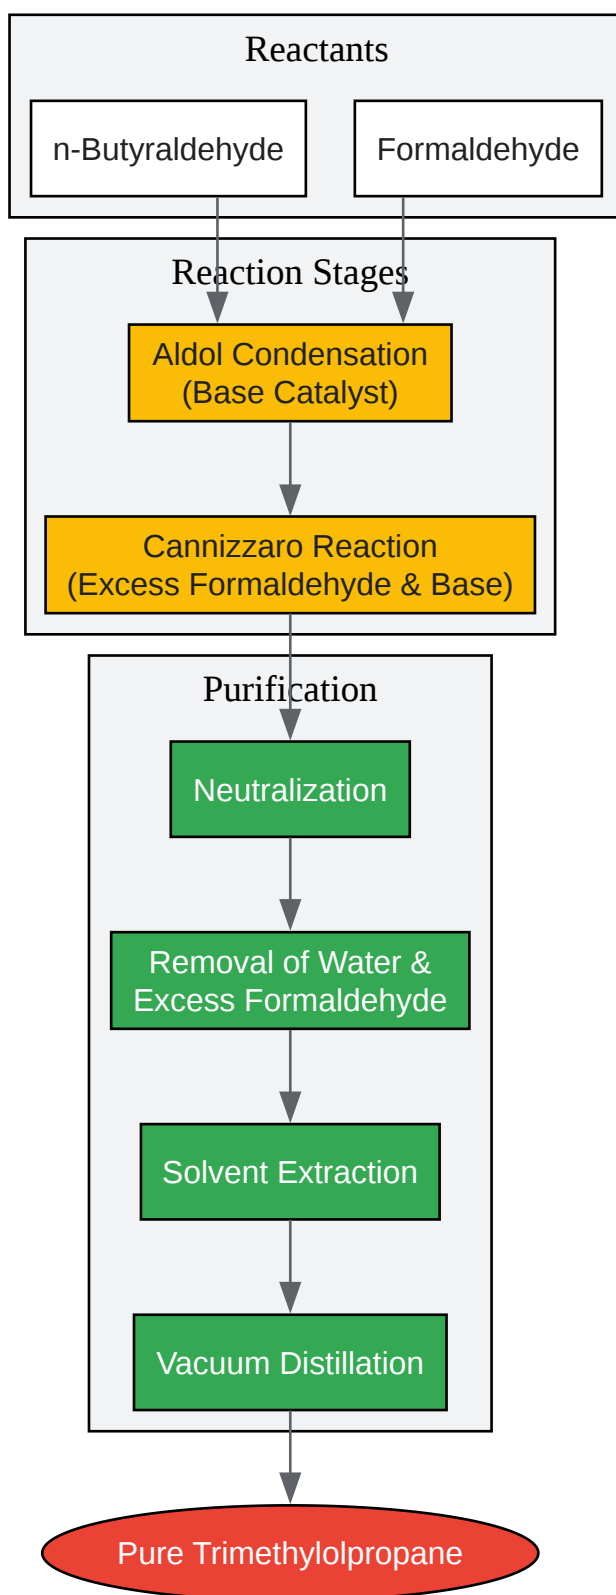 Reactants
n-Butyraldehyde
Formaldehyde
Reaction Stages
Aldol Condensation
(Base Catalyst)
Cannizzaro Reaction
(Excess Formaldehyde & Base)
Purification
Neutralization
Removal of Water &
Excess Formaldehyde
Solvent Extraction
Vacuum Distillation
Pure Trimethylolpropane